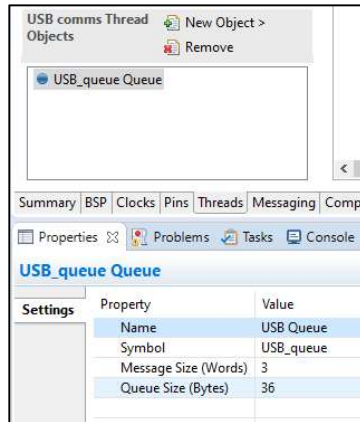 USB comms Thread Objects
New Object >
Remove
USB_queue Queue
Summary BSP Clocks Pins Threads Messaging Comp
Properties Problems Tasks Console
USB_queue Queue
Settings Property Value
Name USB Queue
Symbol USB_queue
Message Size (Words) 3
Queue Size (Bytes) 36